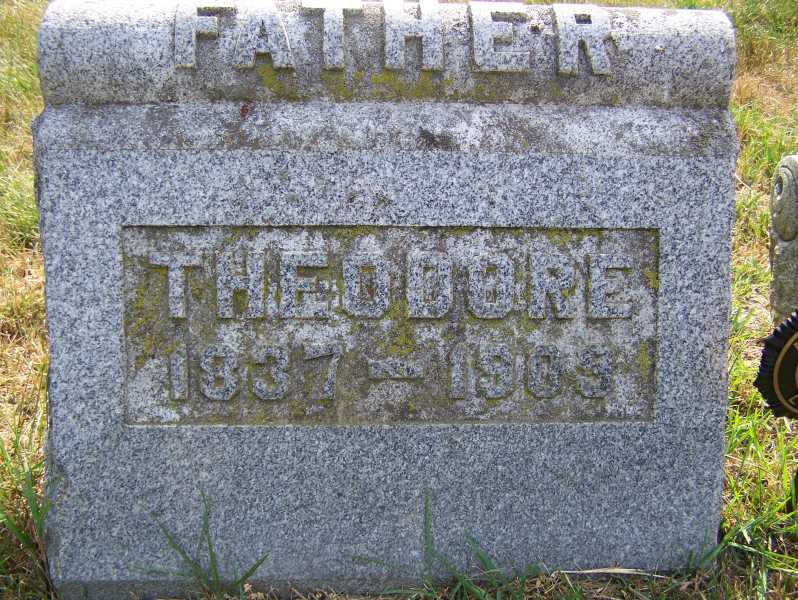 FATHER
THEODORE
1837 – 1909